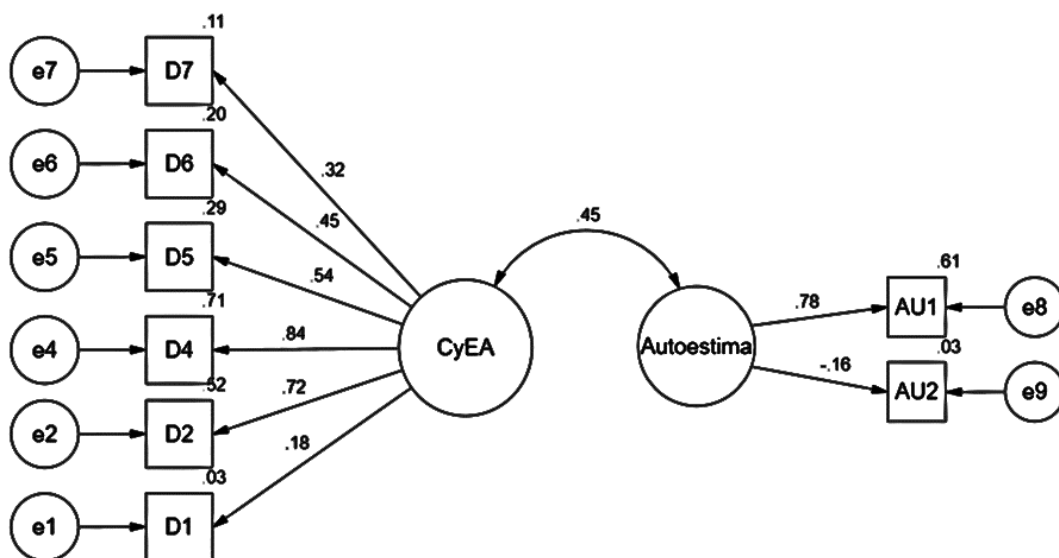 .11
e7 D7
.32
.20
e6 D6
.45
.29
e5 D5
.54
.71
e4 D4
.84
.52
e2 D2
.72
.03
e1 D1
.18
CyEA
.45
Autoestima
.78
.61
AU1 e8
-.16
.03
AU2 e9